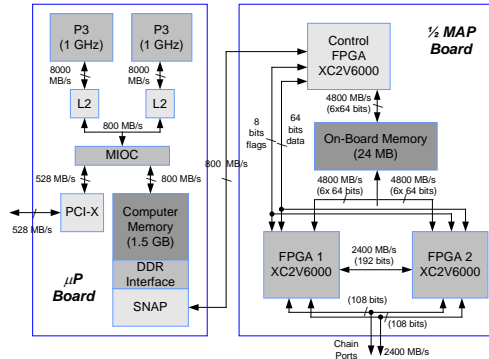 P3
(1 GHz)
P3
(1 GHz)
8000
MB/s
8000
MB/s
L2
L2
800 MB/s
MIOC
528 MB/s
800 MB/s
PCI-X
528 MB/s
Computer
Memory
(1.5 GB)
DDR
Interface
SNAP
μP
Board
800 MB/s
½ MAP
Board
Control
FPGA
XC2V6000
4800 MB/s
(6x64 bits)
8
bits
flags
64
bits
data
On-Board Memory
(24 MB)
4800 MB/s
(6x 64 bits)
4800 MB/s
(6x 64 bits)
FPGA 1
XC2V6000
2400 MB/s
(192 bits)
FPGA 2
XC2V6000
(108 bits)
(108 bits)
Chain
Ports
2400 MB/s